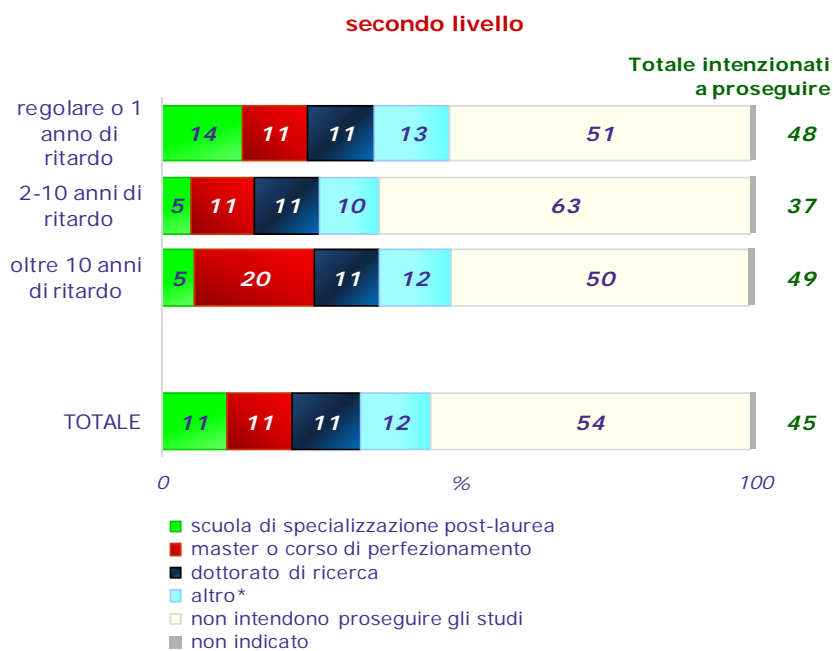 secondo livello
Totale intenzionati
a proseguire
regolare o 1
anno di
ritardo
14 11 11 13 51 48
2-10 anni di
ritardo
5 11 11 10 63 37
oltre 10 anni
di ritardo
5 20 11 12 50 49
TOTALE
11 11 11 12 54 45
0 % 100
scuola di specializzazione post-laurea
master o corso di perfezionamento
dottorato di ricerca
altro*
non intendono proseguire gli studi
non indicato